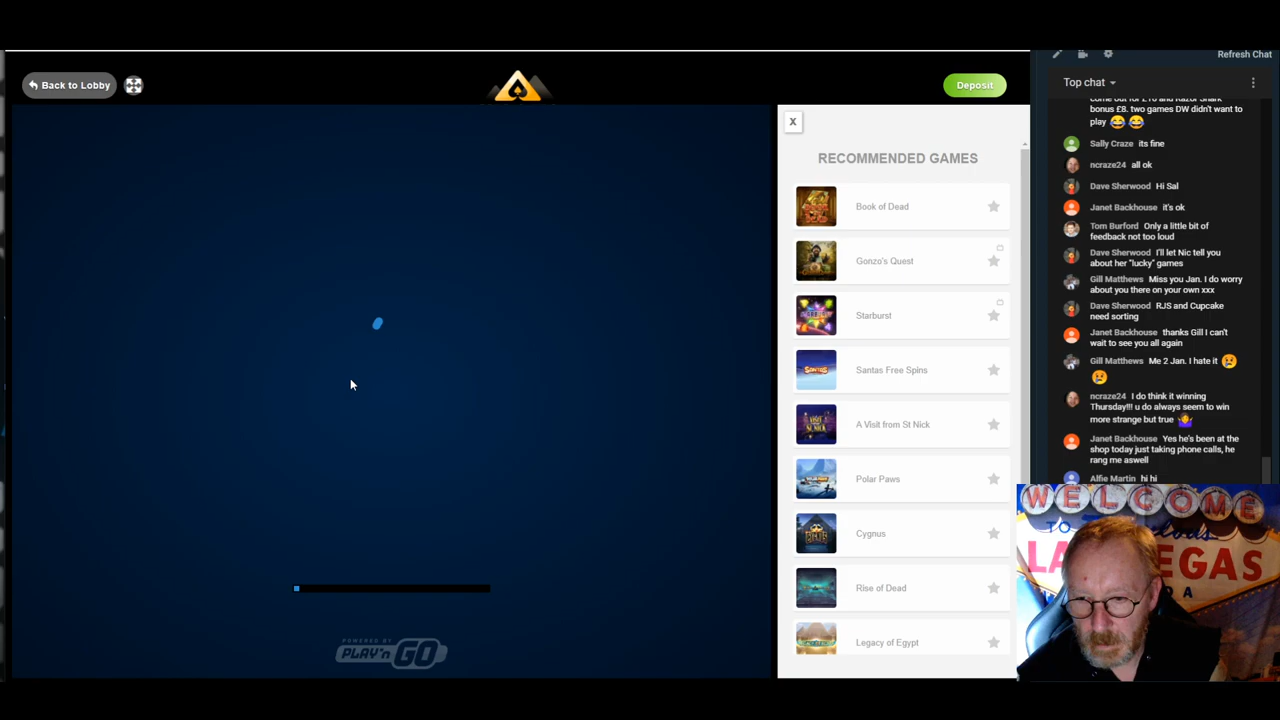 Back to Lobby
Deposit
Refresh Chat
Top chat
X
RECOMMENDED GAMES
Book of Dead
Gonzo's Quest
Starburst
Santas Free Spins
A Visit from St Nick
Polar Paws
Cygnus
Rise of Dead
Legacy of Egypt
POWERED BY
PLAY'n GO
bonus £8. two games DW didn't want to
play
Sally Craze its fine
ncraze24 all ok
Dave Sherwood Hi Sal
Janet Backhouse it's ok
Tom Burford Only a little bit of
feedback not too loud
Dave Sherwood I'll let Nic tell you
about her "lucky" games
Gill Matthews Miss you Jan. I do worry
about you there on your own xxx
Dave Sherwood RJS and Cupcake
need sorting
Janet Backhouse thanks Gill I can't
wait to see you all again
Gill Matthews Me 2 Jan. I hate it
ncraze24 I do think it winning
Thursday!!! u do always seem to win
more strange but true
Janet Backhouse Yes he's been at the
shop today just taking phone calls, he
rang me aswell
Alfie Martin hi hi
WELCOME
TO
LA VEGAS